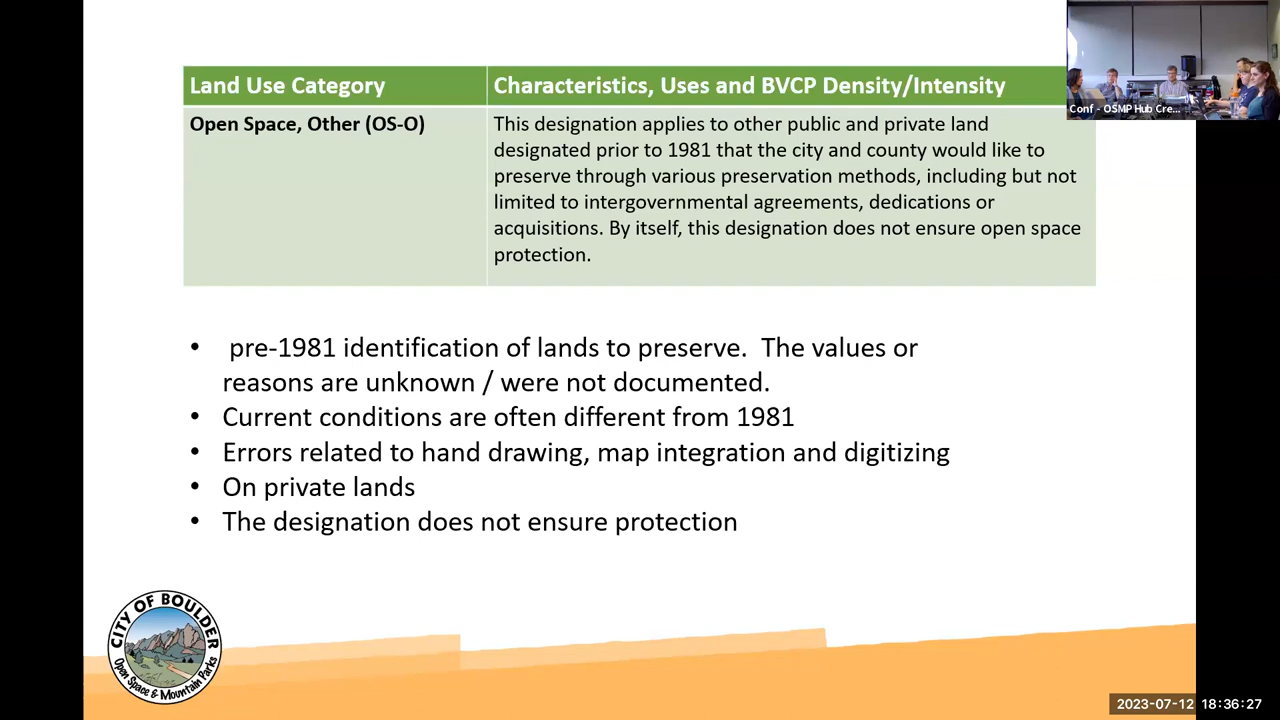 Land Use Category
Characteristics, Uses and BVCP Density/Intensity
Open Space, Other (OS-O)
This designation applies to other public and private land
designated prior to 1981 that the city and county would like to
preserve through various preservation methods, including but not
limited to intergovernmental agreements, dedications or
acquisitions. By itself, this designation does not ensure open space
protection.
Conf - OSMP Hub Cre...
• pre-1981 identification of lands to preserve. The values or
reasons are unknown / were not documented.
• Current conditions are often different from 1981
• Errors related to hand drawing, map integration and digitizing
• On private lands
• The designation does not ensure protection
CITY OF BOULDER
Open Space & Mountain Parks
2023-07-12 18:36:27